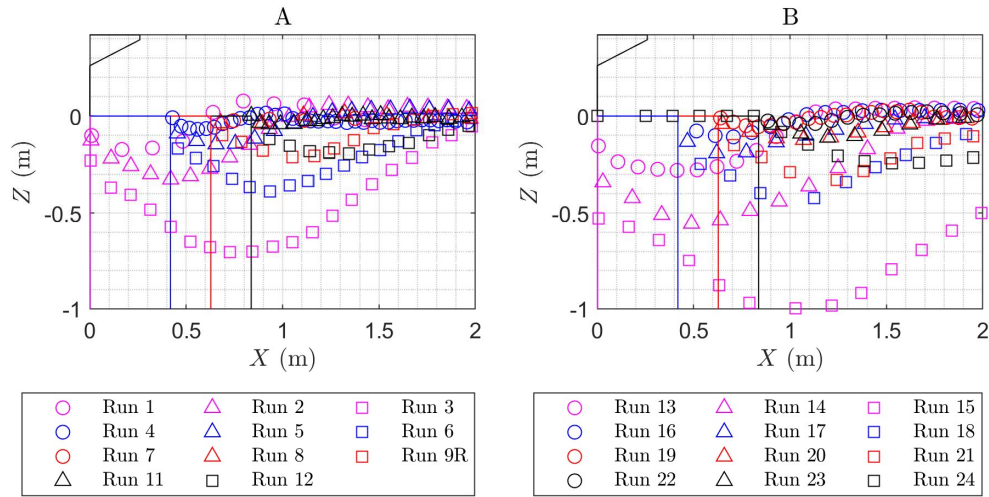 A
B
0
-0.5
-1
Z (m)
0 0.5 1 1.5 2
X (m)
0
-0.5
-1
Z (m)
0 0.5 1 1.5 2
X (m)
Run 1 Run 2 Run 3
Run 4 Run 5 Run 6
Run 7 Run 8 Run 9R
Run 11 Run 12
Run 13 Run 14 Run 15
Run 16 Run 17 Run 18
Run 19 Run 20 Run 21
Run 22 Run 23 Run 24